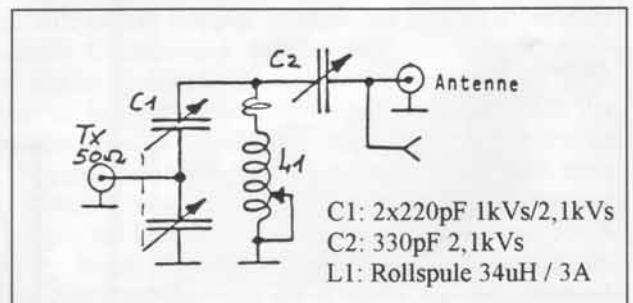 C2
Antenne
C1
Tx
50Ω
L1
C1: 2x220pF 1kVs/2,1kVs
C2: 330pF 2,1kVs
L1: Rollspule 34uH / 3A